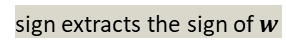 sign extracts the sign of w